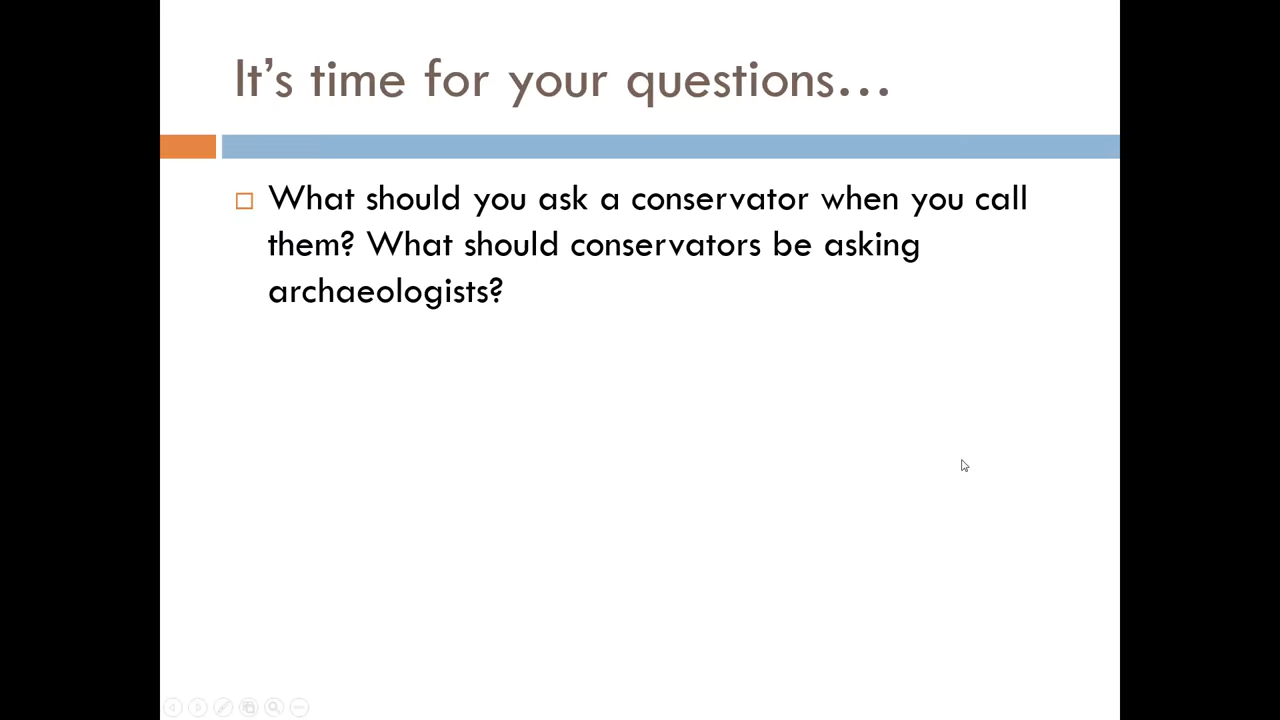 It’s time for your questions…
What should you ask a conservator when you call
them? What should conservators be asking
archaeologists?